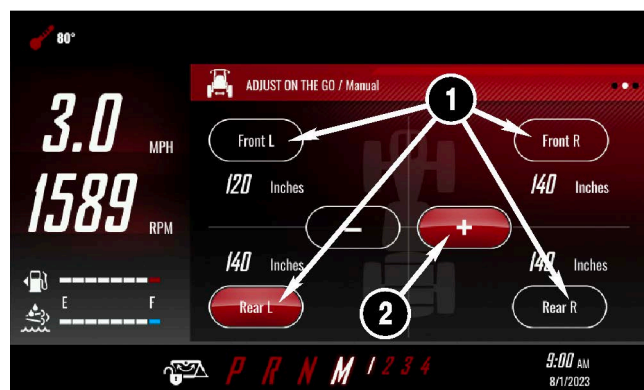 80°
ADJUST ON THE GO / Manual
1
3.0 MPH
Front L
Front R
120 Inches
140 Inches
1589 RPM
–
+
140 Inches
Inches
E F
Rear L
2
Rear R
P R N M 1 2 3 4
9:00 AM
8/1/2023